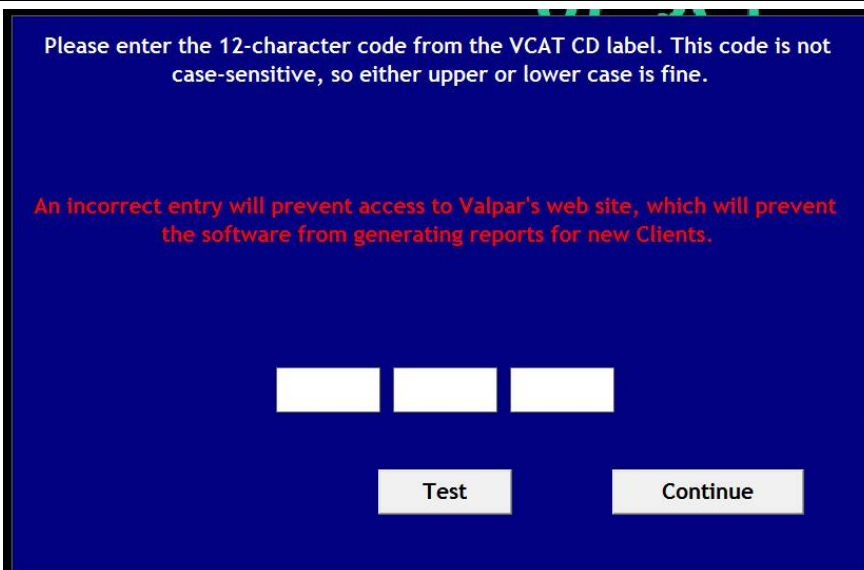 Please enter the 12-character code from the VCAT CD label. This code is not
case-sensitive, so either upper or lower case is fine.
An incorrect entry will prevent access to Valpar's web site, which will prevent
the software from generating reports for new Clients.
Test
Continue